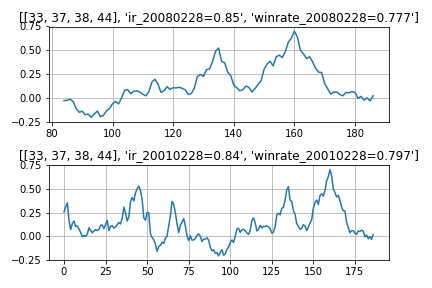 [[33, 37, 38, 44], 'ir_20080228=0.85', 'winrate_20080228=0.777']
0.75
0.50
0.25
0.00
−0.25
80 100 120 140 160 180
[[33, 37, 38, 44], 'ir_20010228=0.84', 'winrate_20010228=0.797']
0.75
0.50
0.25
0.00
−0.25
0 25 50 75 100 125 150 175